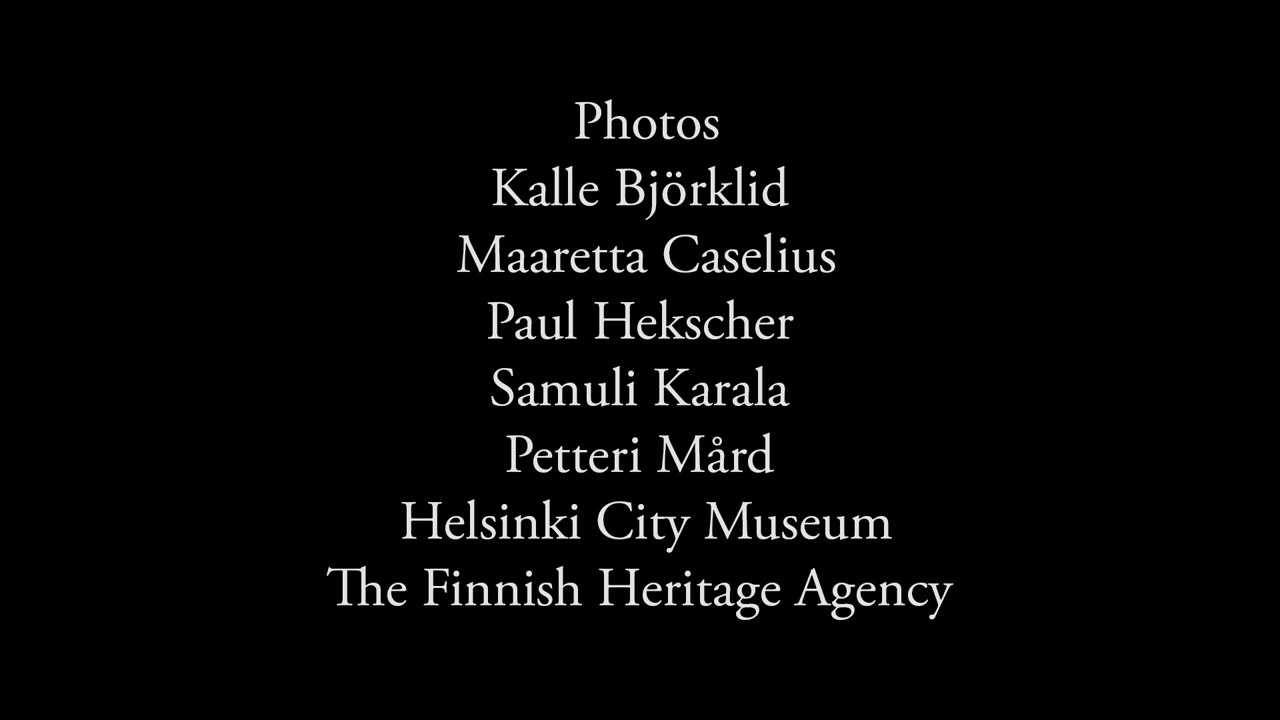 Photos
Kalle Björklid
Maaretta Caselius
Paul Hekscher
Samuli Karala
Petteri Mård
Helsinki City Museum
The Finnish Heritage Agency